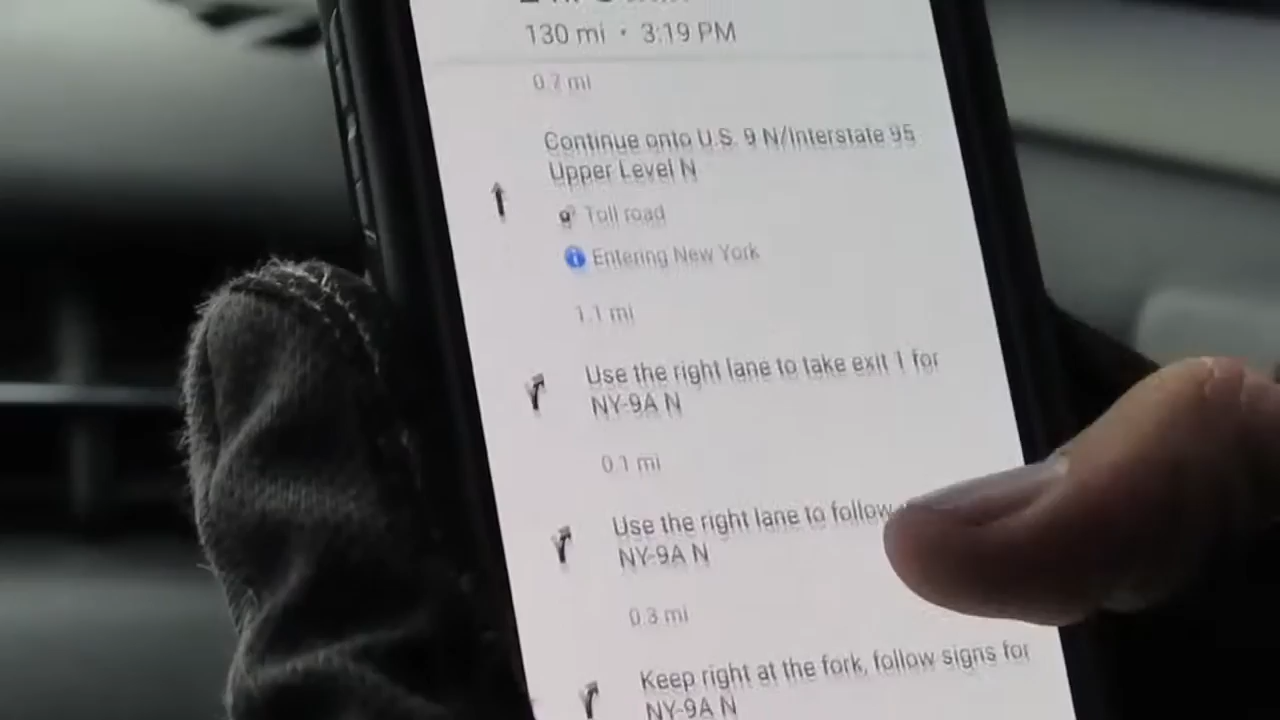 130 mi · 3:19 PM
0.2 mi
Continue onto U.S. 9 N/Interstate 95
Upper Level N
Toll road
Entering New York
1.1 mi
Use the right lane to take exit 1 for
NY-9A N
0.1 mi
Use the right lane to follow
NY-9A N
0.3 mi
Keep right at the fork, follow signs for
NY-9A N